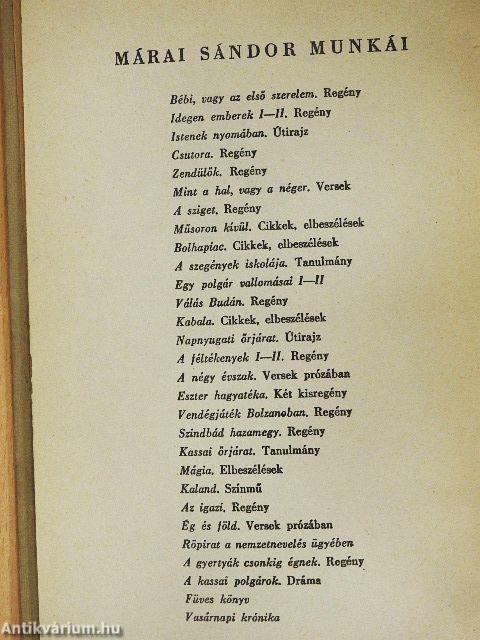 MÁRAI SÁNDOR MUNKÁI
Bébi, vagy az első szerelem. Regény
Idegen emberek I—II. Regény
Istenek nyomában. Útirajz
Csutora. Regény
Zendülők. Regény
Mint a hal, vagy a néger. Versek
A sziget. Regény
Műsoron kívül. Cikkek, elbeszélések
Bolhapiac. Cikkek, elbeszélések
A szegények iskolája. Tanulmány
Egy polgár vallomásai I—II
Válás Budán. Regény
Kabala. Cikkek, elbeszélések
Napnyugati őrjárat. Útirajz
A féltékenyek I—II. Regény
A négy évszak. Versek prózában
Eszter hagyatéka. Két kisregény
Vendégjáték Bolzanoban. Regény
Szindbád hazamegy. Regény
Kassai őrjárat. Tanulmány
Mágia. Elbeszélések
Kaland. Színmű
Az igazi. Regény
Ég és föld. Versek prózában
Röpirat a nemzetnevelés ügyében
A gyertyák csonkig égnek. Regény
A kassai polgárok. Dráma
Füves könyv
Vasárnapi krónika
Antikvárium.hu